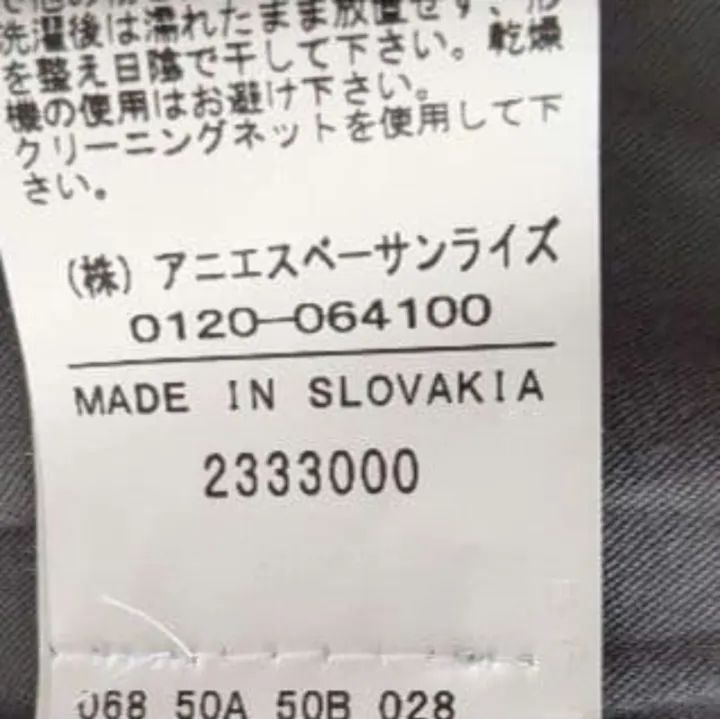 洗濯後は濡れたまま放置せず、形
を整え日陰で干して下さい。乾燥
機の使用はお避け下さい。
クリーニングネットを使用して下
さい。
(株) アニエスベーサンライズ
0120-064100
MADE IN SLOVAKIA
2333000
068 50A 50B 028